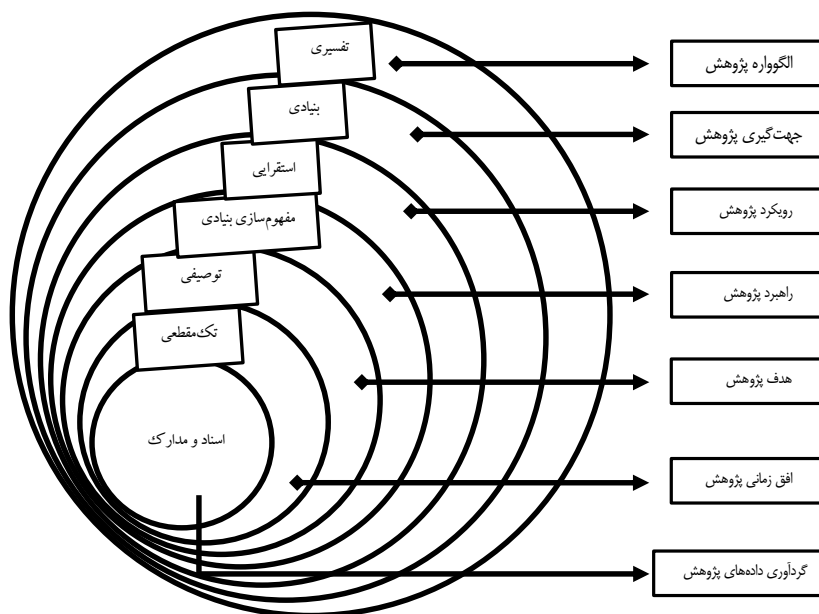 تفسیری
الگوواره پژوهش
بنیادی
جهت‌گیری پژوهش
استقرایی
رویکرد پژوهش
مفهوم‌سازی بنیادی
راهبرد پژوهش
توصیفی
هدف پژوهش
تک‌مقطعی
افق زمانی پژوهش
اسناد و مدارک
گردآوری داده‌های پژوهش